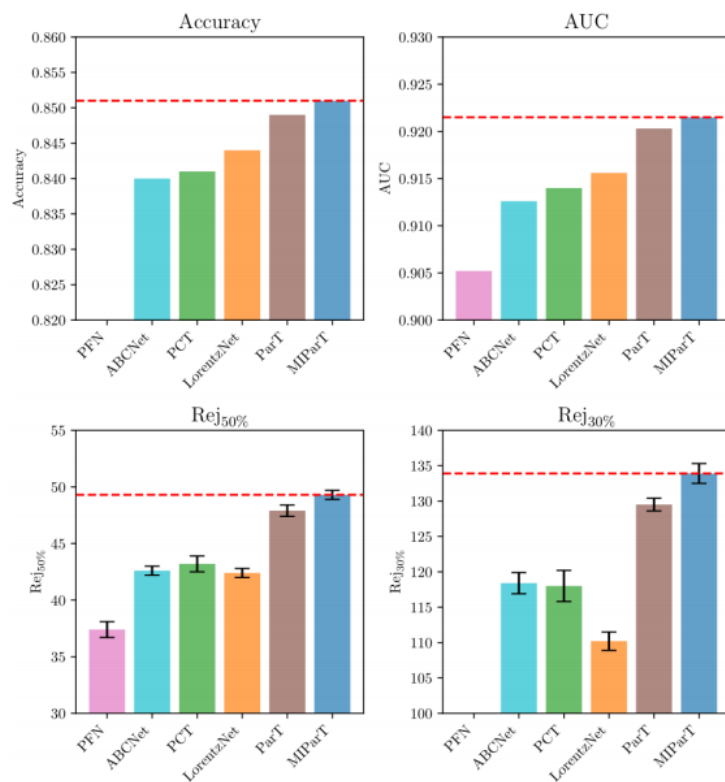 Accuracy
0.860
0.855
0.850
0.845
0.840
0.835
0.830
0.825
0.820
Accuracy
PFN
ABCNet
PCT
LorentzNet
ParT
MIParT
AUC
0.930
0.925
0.920
0.915
0.910
0.905
0.900
AUC
PFN
ABCNet
PCT
LorentzNet
ParT
MIParT
Rej50%
55
50
45
40
35
30
Rej50%
PFN
ABCNet
PCT
LorentzNet
ParT
MIParT
Rej30%
140
135
130
125
120
115
110
105
100
Rej30%
PFN
ABCNet
PCT
LorentzNet
ParT
MIParT